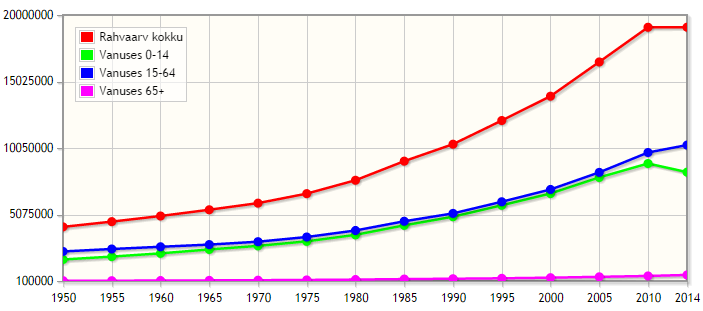 20000000
Rahvaarv kokku
Vanuses 0-14
Vanuses 15-64
Vanuses 65+
15025000
10050000
5075000
100000
1950 1955 1960 1965 1970 1975 1980 1985 1990 1995 2000 2005 2010 2014